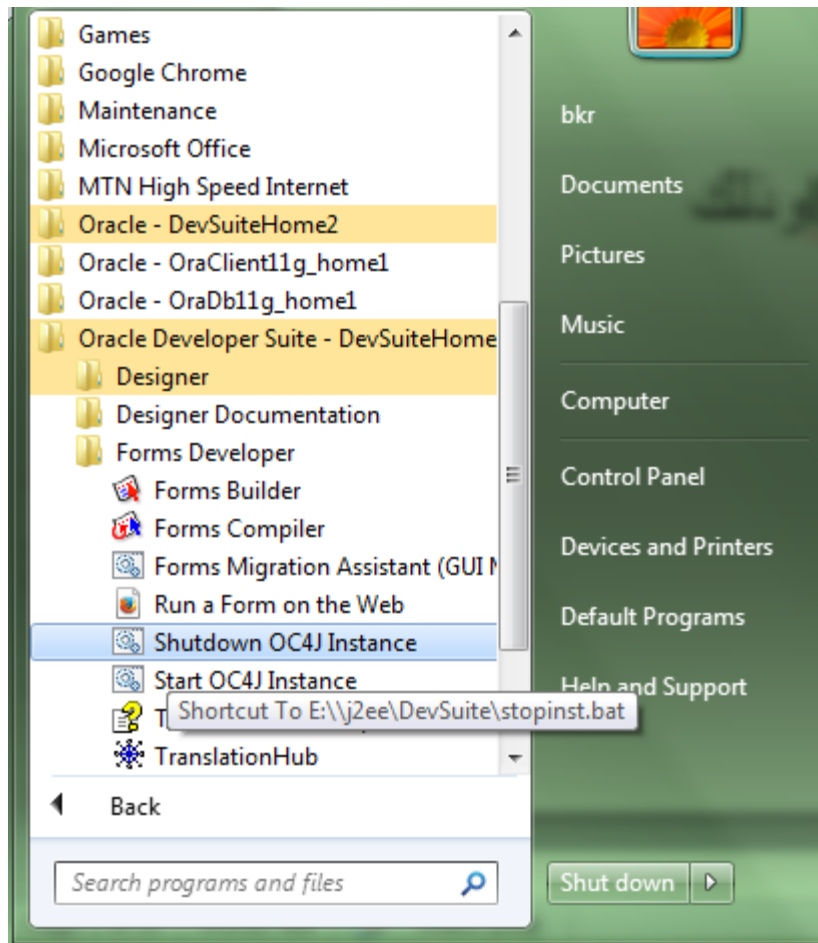 Games
Google Chrome
Maintenance
Microsoft Office
MTN High Speed Internet
Oracle - DevSuiteHome2
Oracle - OraClient11g_home1
Oracle - OraDb11g_home1
Oracle Developer Suite - DevSuiteHome
Designer
Designer Documentation
Forms Developer
Forms Builder
Forms Compiler
Forms Migration Assistant (GUI
Run a Form on the Web
Shutdown OC4J Instance
Start OC4J Instance
Shortcut To E:\\j2ee\DevSuite\stopinst.bat
TranslationHub
Back
Search programs and files
bkr
Documents
Pictures
Music
Computer
Control Panel
Devices and Printers
Default Programs
Help and Support
Shut down